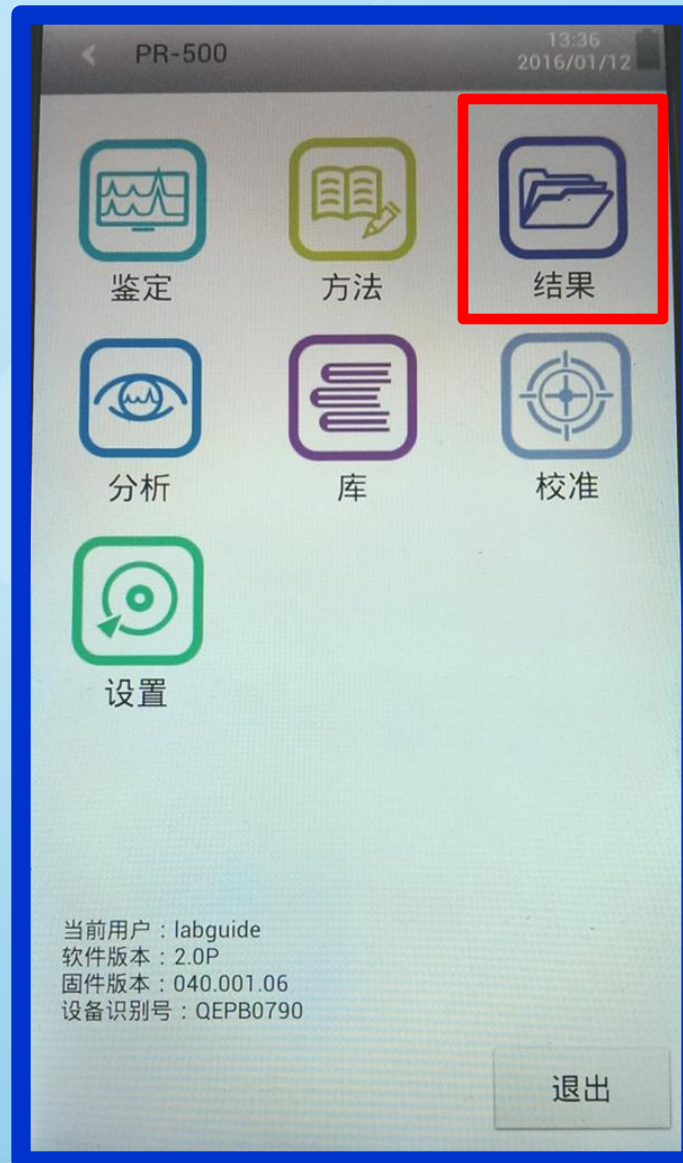 PR-500
13:36
2016/01/12
鉴定
方法
结果
分析
库
校准
设置
当前用户：labguide
软件版本：2.0P
固件版本：040.001.06
设备识别号：QEPB0790
退出